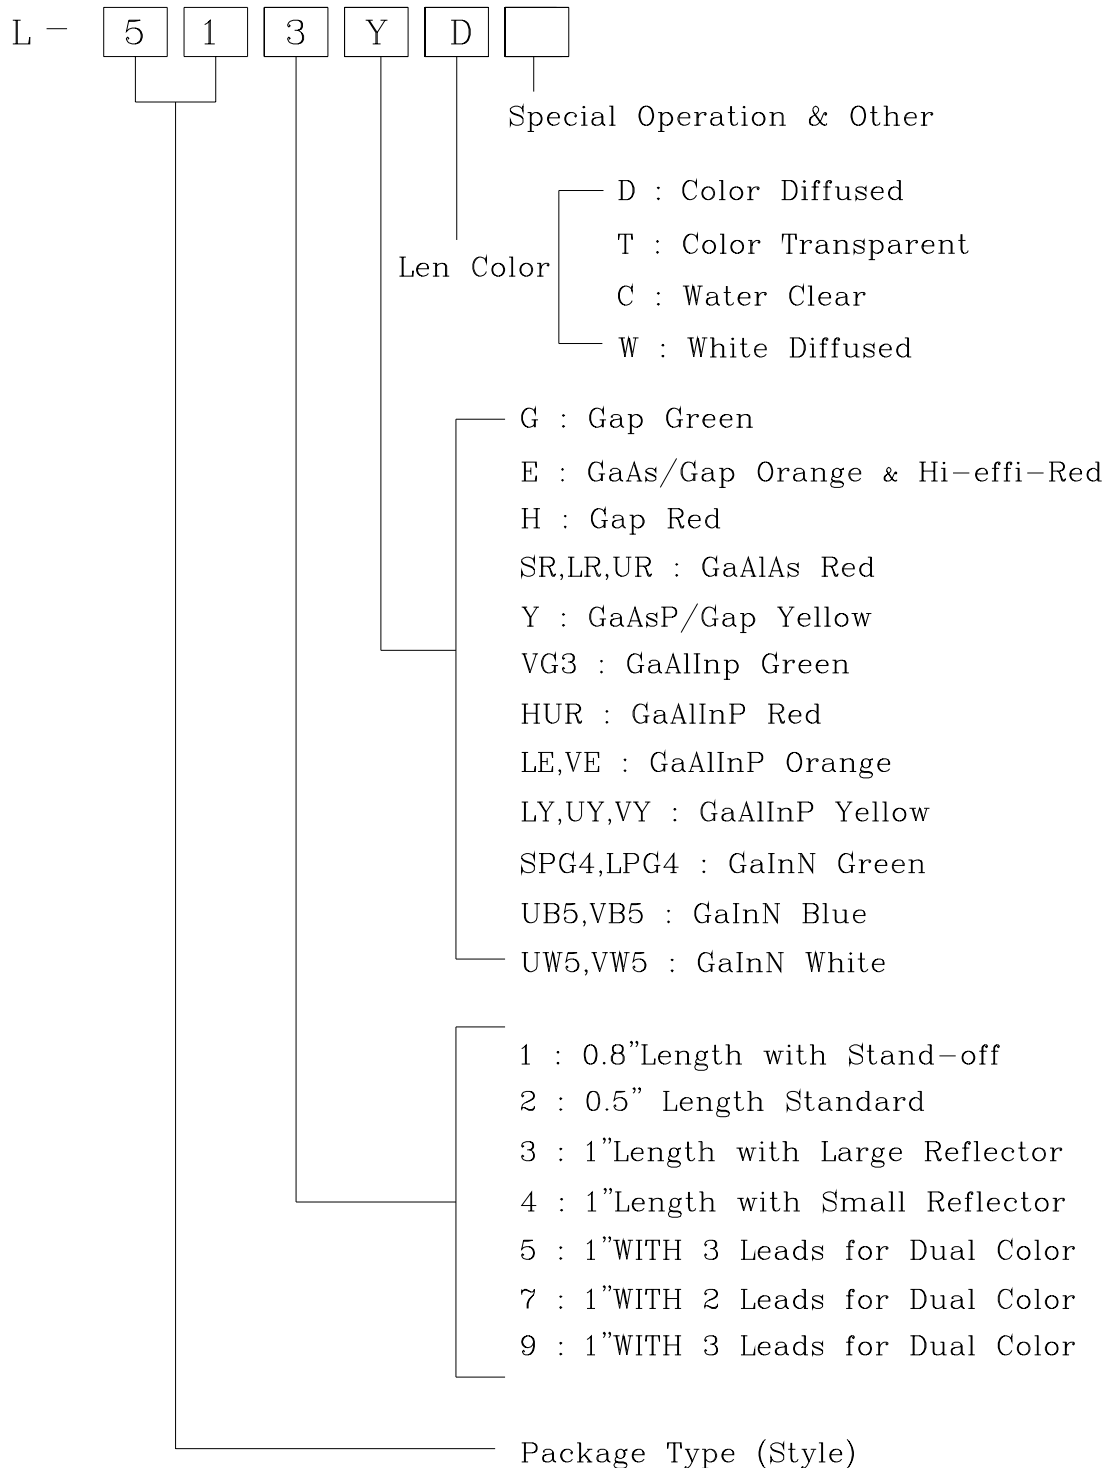 L- 5 1 3 Y D
Special Operation & Other
D : Color Diffused
T : Color Transparent
Len Color
C : Water Clear
W : White Diffused
G : Gap Green
E : GaAs/Gap Orange & Hi-effi-Red
H : Gap Red
SR,LR,UR : GaAlAs Red
Y : GaAsP/Gap Yellow
VG3 : GaAlInp Green
HUR : GaAlInP Red
LE,VE : GaAlInP Orange
LY,UY,VY : GaAlInP Yellow
SPG4,LPG4 : GaInN Green
UB5,VB5 : GaInN Blue
UW5,VW5 : GaInN White
1 : 0.8"Length with Stand-off
2 : 0.5" Length Standard
3 : 1"Length with Large Reflector
4 : 1"Length with Small Reflector
5 : 1"WITH 3 Leads for Dual Color
7 : 1"WITH 2 Leads for Dual Color
9 : 1"WITH 3 Leads for Dual Color
Package Type (Style)